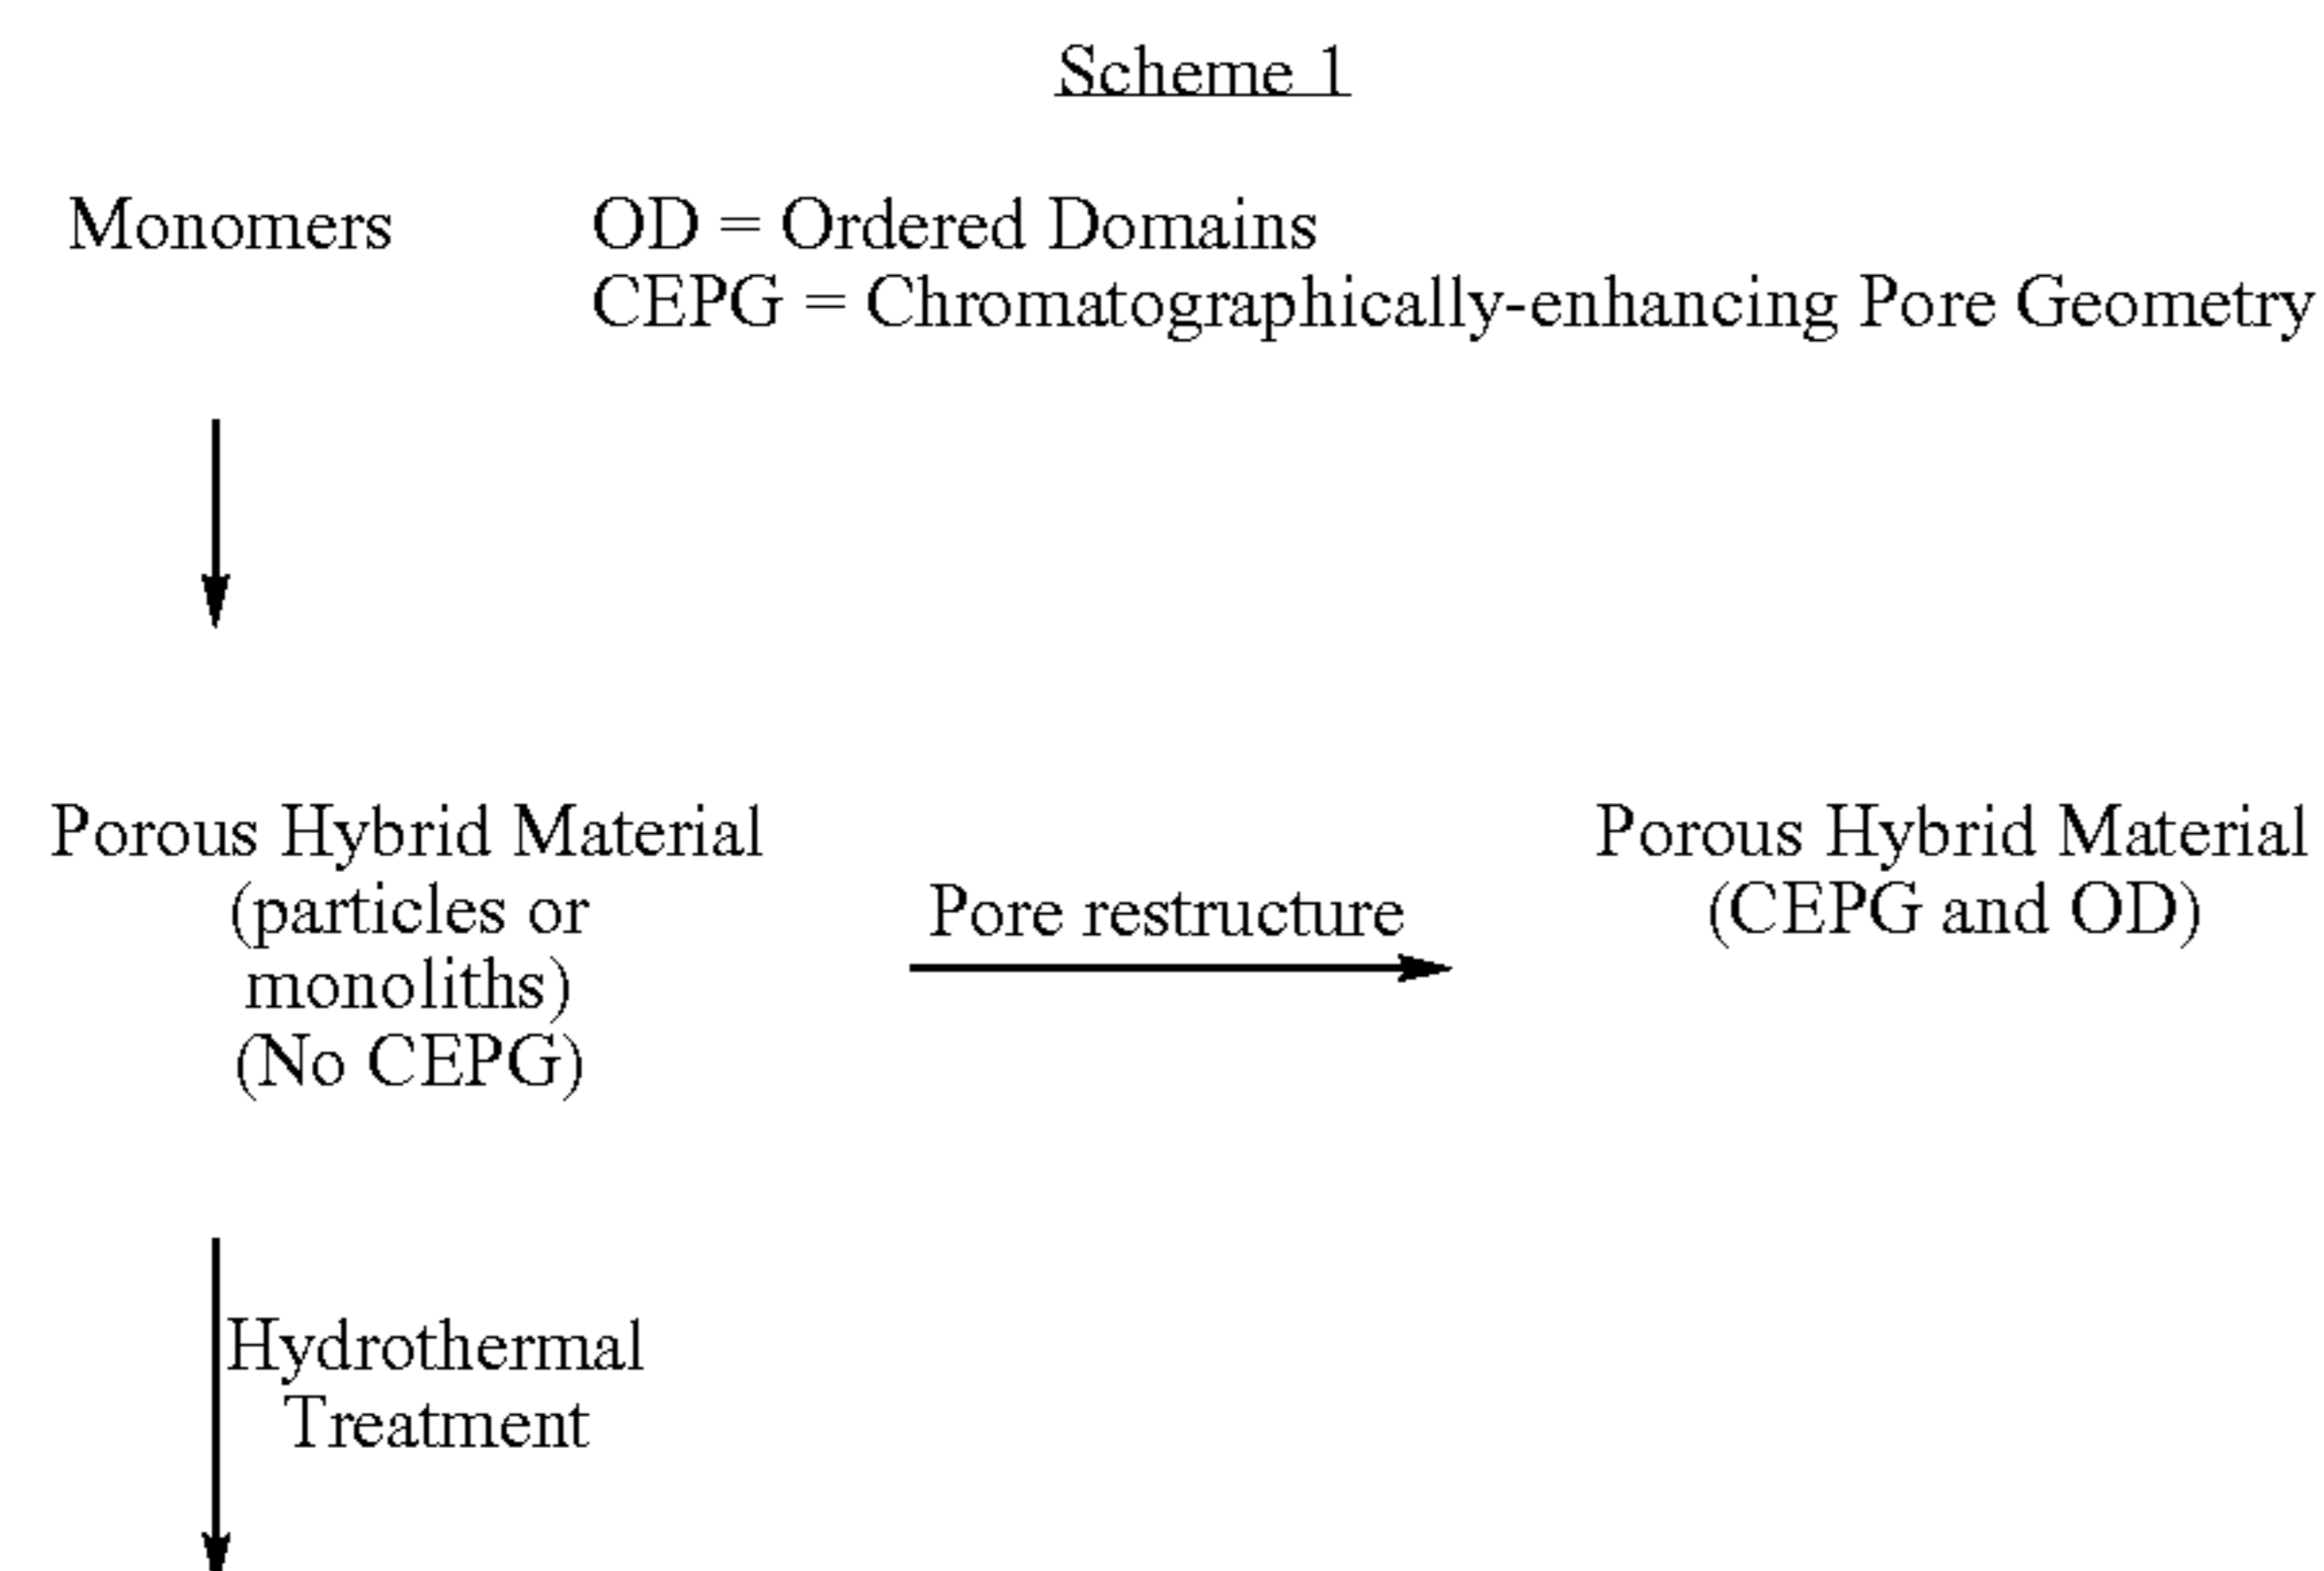 Scheme 1
Monomers
OD = Ordered Domains
CEPG = Chromatographically-enhancing Pore Geometry
Porous Hybrid Material
(particles or
monoliths)
(No CEPG)
Pore restructure
Porous Hybrid Material
(CEPG and OD)
Hydrothermal
Treatment